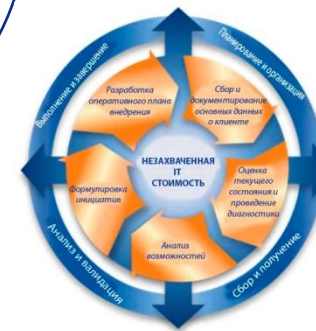 Выполнение и завершение
Планирование и организация
Разработка
оперативного плана
внедрения
Сбор и
документирование
основных данных
о клиенте
НЕЗАХВАЧЕННАЯ
IT
СТОИМОСТЬ
Формулировка
инициатив
Оценка
текущего
состояния и
проведение
диагностики
Анализ
возможностей
Анализ и валидация
Сбор и получение